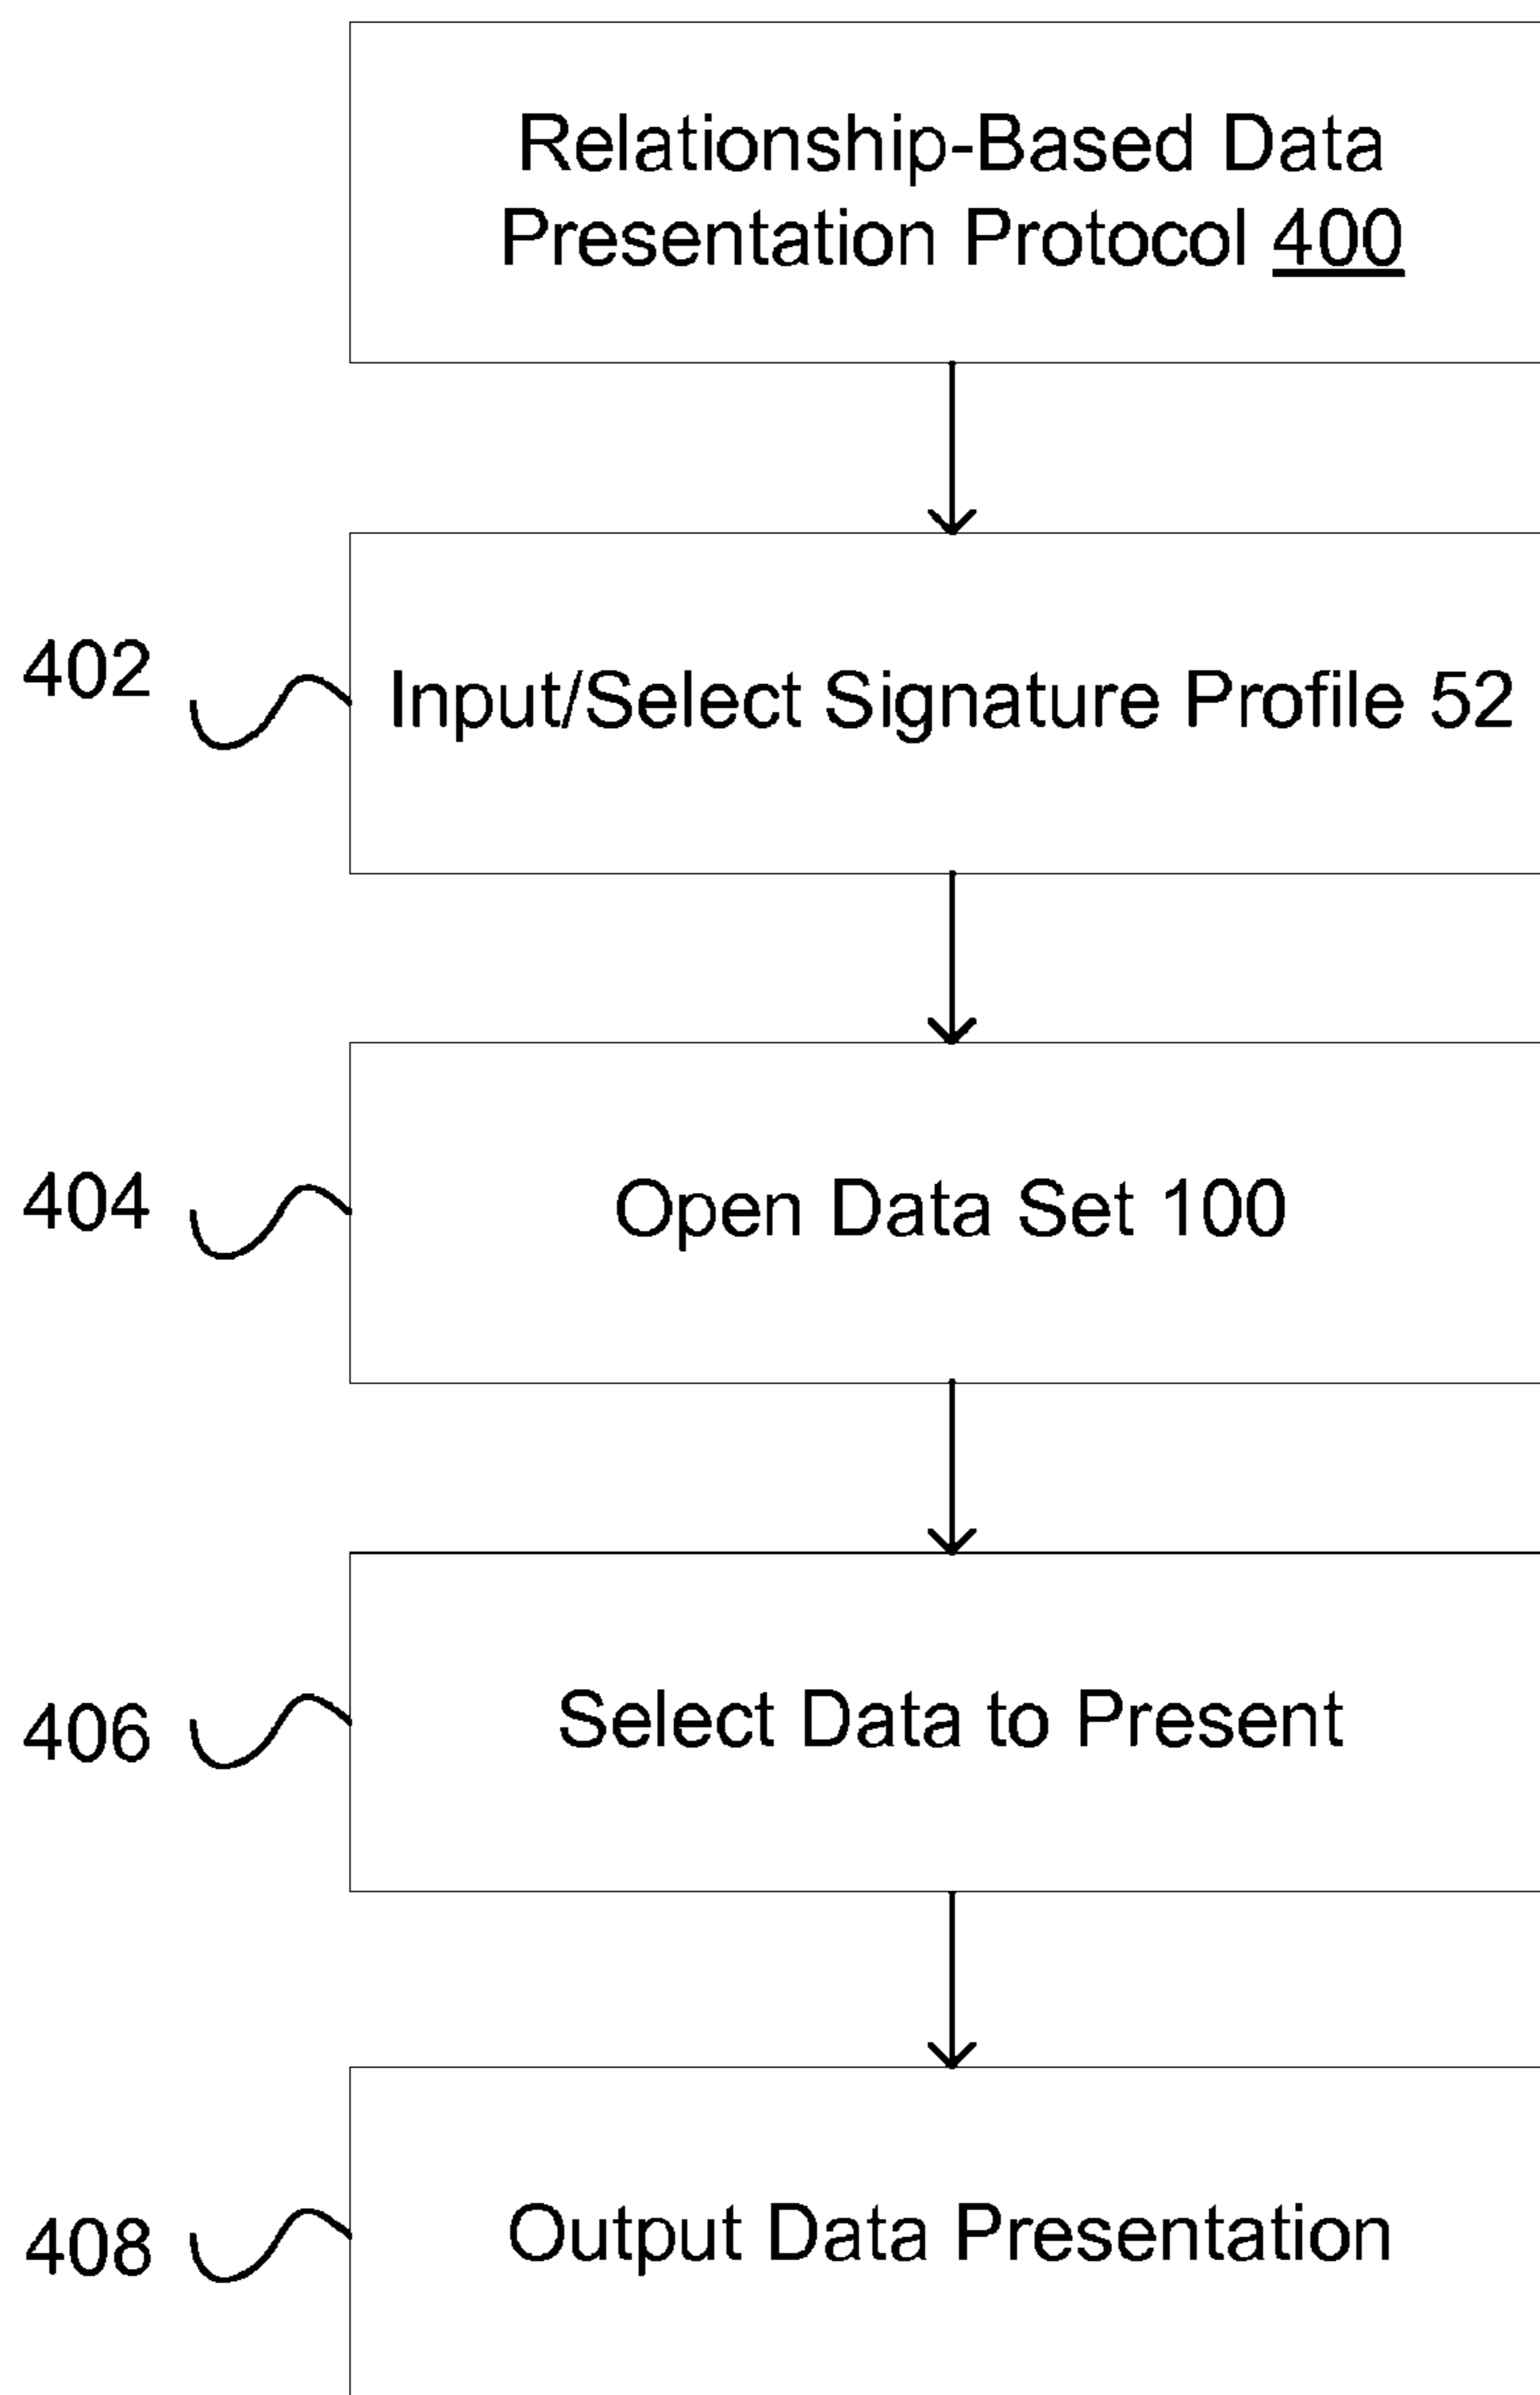 Relationship-Based Data
Presentation Protocol 400
402
Input/Select Signature Profile 52
404
Open Data Set 100
406
Select Data to Present
408
Output Data Presentation